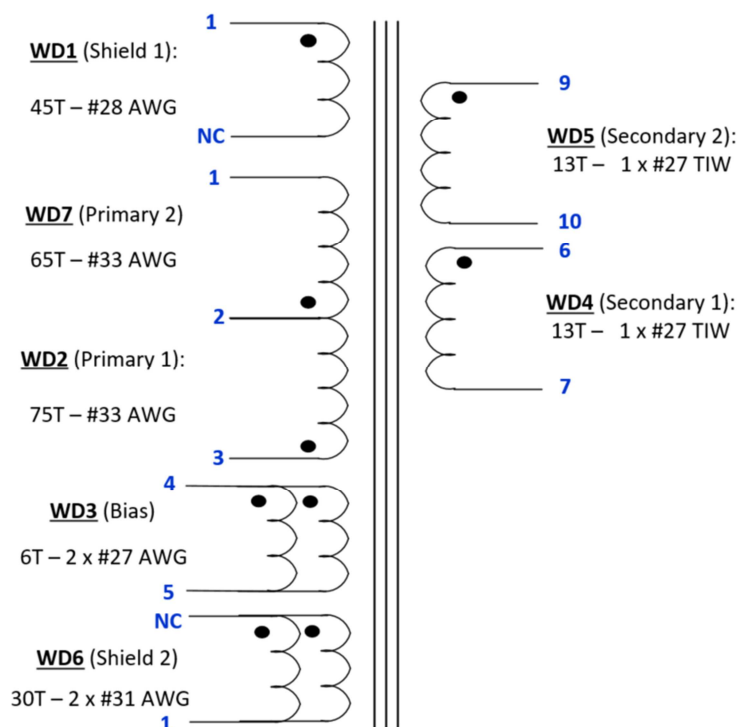 1
WD1 (Shield 1):
45T – #28 AWG
NC
1
WD7 (Primary 2)
65T – #33 AWG
2
WD2 (Primary 1):
75T – #33 AWG
3
4
WD3 (Bias)
6T – 2 x #27 AWG
5
NC
WD6 (Shield 2)
30T – 2 x #31 AWG
1
9
WD5 (Secondary 2):
13T – 1 x #27 TIW
10
6
WD4 (Secondary 1):
13T – 1 x #27 TIW
7